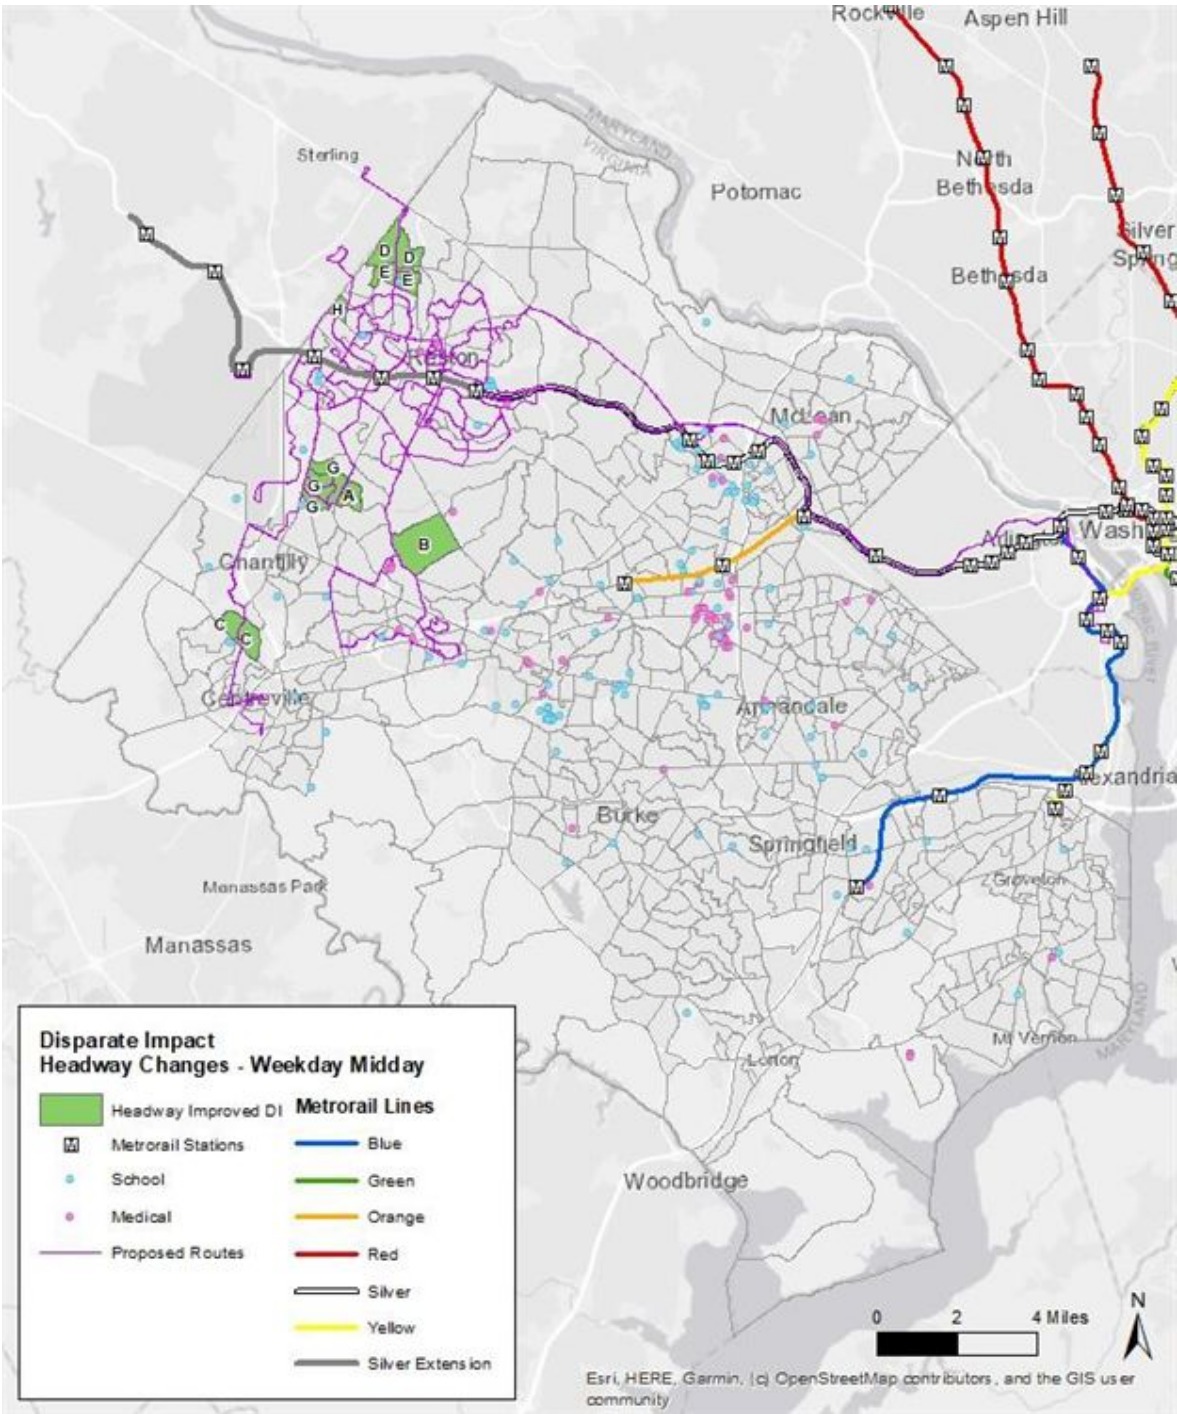 Rockville
Aspen Hill
MARYLAND
VIRGINIA
North
Bethesda
Potomac
Sterling
Silver
Spring
Bethesda
D
D
E
E
H
Reston
McLean
G
G
A
G
B
Arlington
Wash
Chantilly
C
C
Centreville
Annandale
Alexandria
Burke
Springfield
Groveton
Manassas Park
Manassas
Mt Vernon
MARYLAND
Lorton
Woodbridge
Disparate Impact
Headway Changes - Weekday Midday
Headway Improved DI
Metrorail Stations
School
Medical
Proposed Routes
Metrorail Lines
Blue
Green
Orange
Red
Silver
Yellow
Silver Extension
0 2 4 Miles
N
Esri, HERE, Garmin, (c) OpenStreetMap contributors, and the GIS user
community